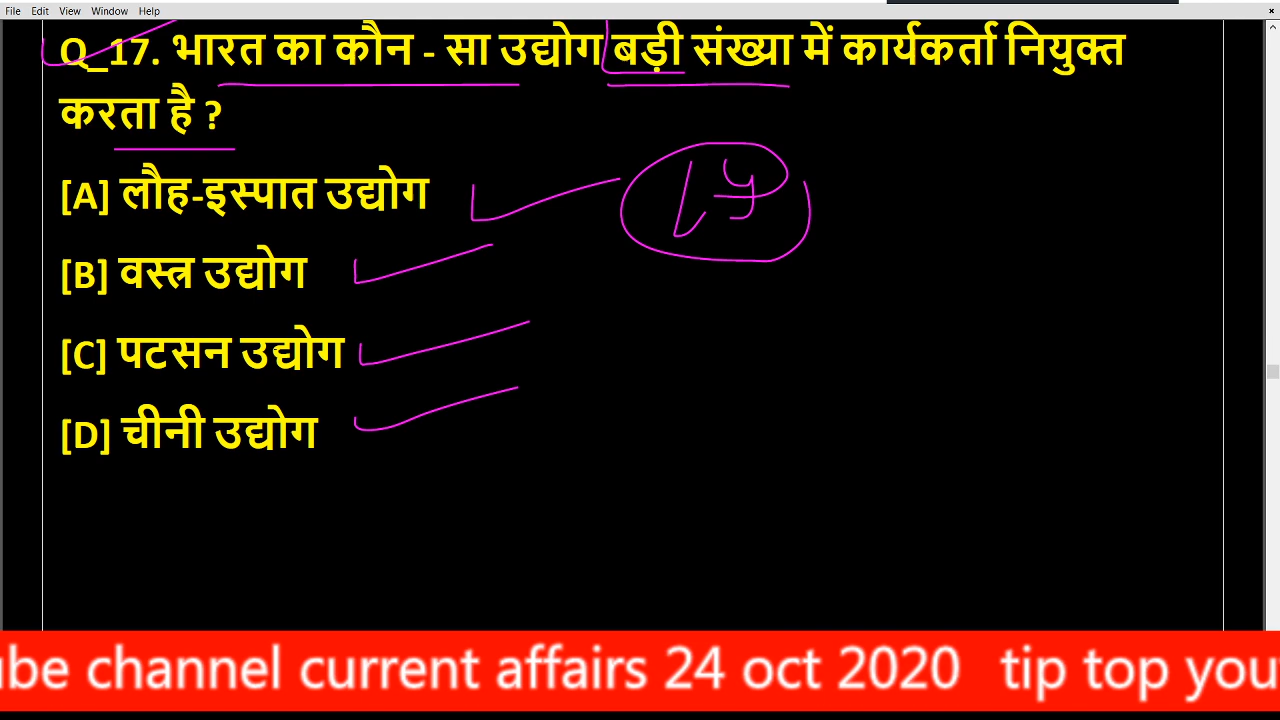 File Edit View Window Help
Q_17. भारत का कौन - सा उद्योग बड़ी संख्या में कार्यकर्ता नियुक्त
करता है ?
[A] लौह-इस्पात उद्योग
[B] वस्त्र उद्योग
[C] पटसन उद्योग
[D] चीनी उद्योग
ube channel current affairs 24 oct 2020 tip top you